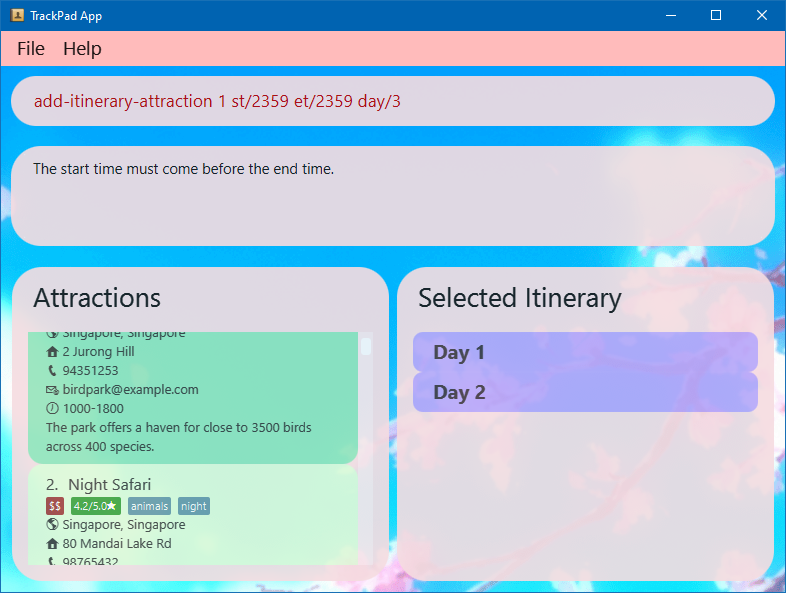 TrackPad App
File Help
add-itinerary-attraction 1 st/2359 et/2359 day/3
The start time must come before the end time.
Attractions
Singapore, Singapore
2 Jurong Hill
94351253
birdpark@example.com
1000-1800
The park offers a haven for close to 3500 birds
across 400 species.
2. Night Safari
$$ 4.2/5.0★ animals night
Singapore, Singapore
80 Mandai Lake Rd
98765432
Selected Itinerary
Day 1
Day 2